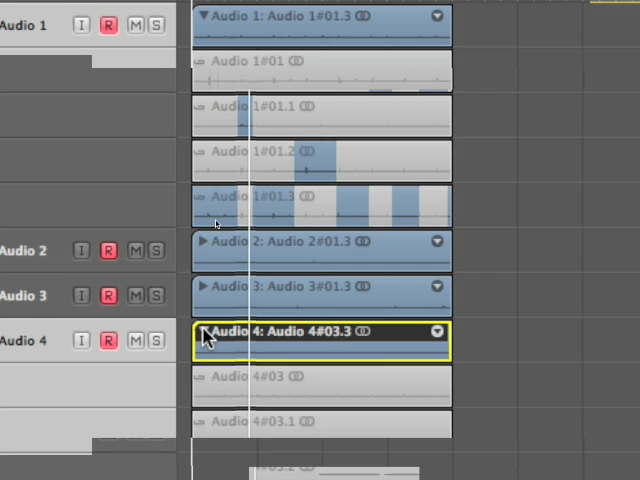 Audio 1 I R M S Audio 1: Audio 1#01.3
Audio 1#01
Audio 1#01.1
Audio 1#01.2
Audio 1#01.3
Audio 2 I R M S Audio 2: Audio 2#01.3
Audio 3 I R M S Audio 3: Audio 3#01.3
Audio 4 I R M S Audio 4: Audio 4#03.3
Audio 4#03
Audio 4#03.1